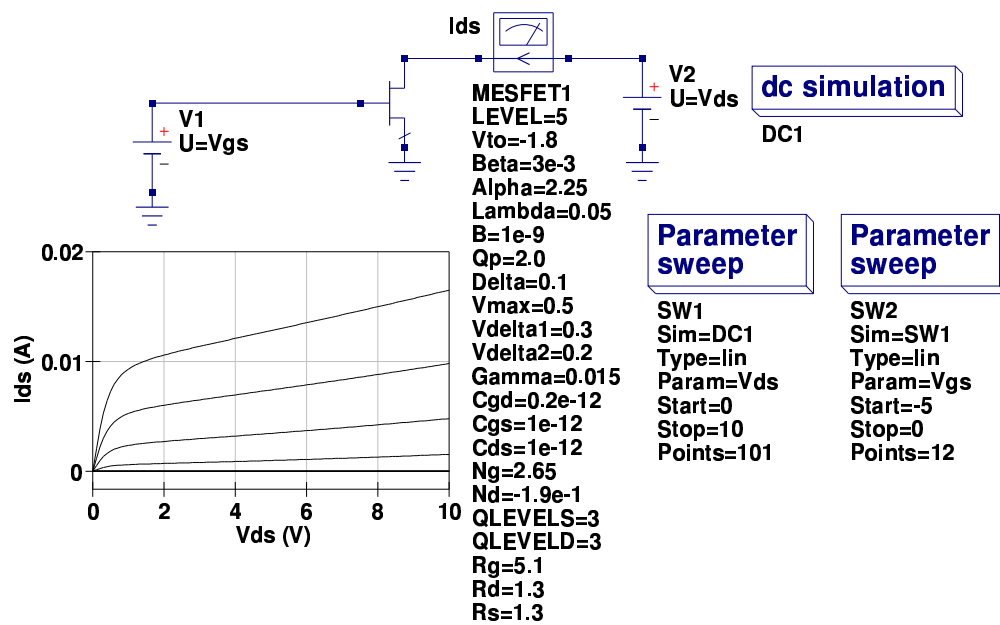 Ids
V1
U=Vgs
V2
U=Vds
dc simulation
DC1
MESFET1
LEVEL=5
Vto=-1.8
Beta=3e-3
Alpha=2.25
Lambda=0.05
B=1e-9
Qp=2.0
Delta=0.1
Vmax=0.5
Vdelta1=0.3
Vdelta2=0.2
Gamma=0.015
Cgd=0.2e-12
Cgs=1e-12
Cds=1e-12
Ng=2.65
Nd=-1.9e-1
QLEVELS=3
QLEVELD=3
Rg=5.1
Rd=1.3
Rs=1.3
Parameter
sweep
SW1
Sim=DC1
Type=lin
Param=Vds
Start=0
Stop=10
Points=101
Parameter
sweep
SW2
Sim=SW1
Type=lin
Param=Vgs
Start=-5
Stop=0
Points=12
0.02
0.01
0
Ids (A)
0 2 4 6 8 10
Vds (V)